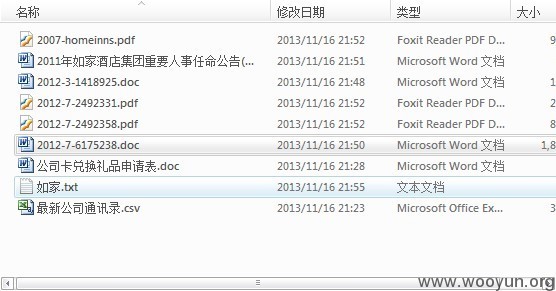 名称 修改日期 类型 大小
2007-homeinns.pdf 2013/11/16 21:52 Foxit Reader PDF D... 9
2011年如家酒店集团重要人事任命公告(... 2013/11/16 21:51 Microsoft Word 文档
2012-3-1418925.doc 2013/11/16 21:48 Microsoft Word 文档 1
2012-7-2492331.pdf 2013/11/16 21:52 Foxit Reader PDF D... 2
2012-7-2492358.pdf 2013/11/16 21:52 Foxit Reader PDF D... 8
2012-7-6175238.doc 2013/11/16 21:50 Microsoft Word 文档 1,8
公司卡兑换礼品申请表.doc 2013/11/16 21:28 Microsoft Word 文档
如家.txt 2013/11/16 21:55 文本文档
最新公司通讯录.csv 2013/11/16 21:23 Microsoft Office Ex...
www.wooyun.org